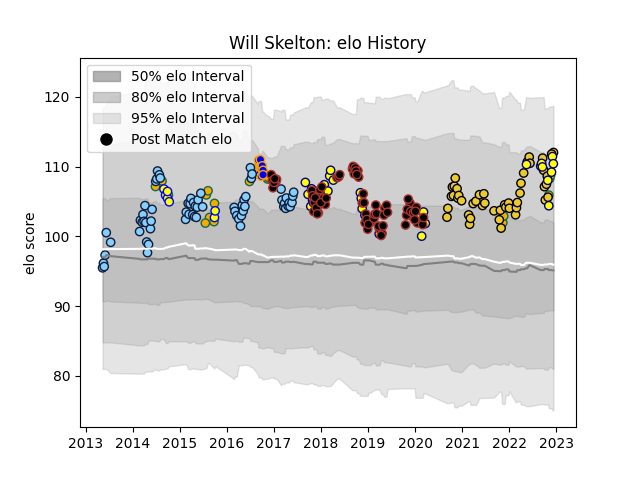 Will Skelton: elo History
50% elo Interval
80% elo Interval
95% elo Interval
Post Match elo
elo score
120
110
100
90
80
2013 2014 2015 2016 2017 2018 2019 2020 2021 2022 2023